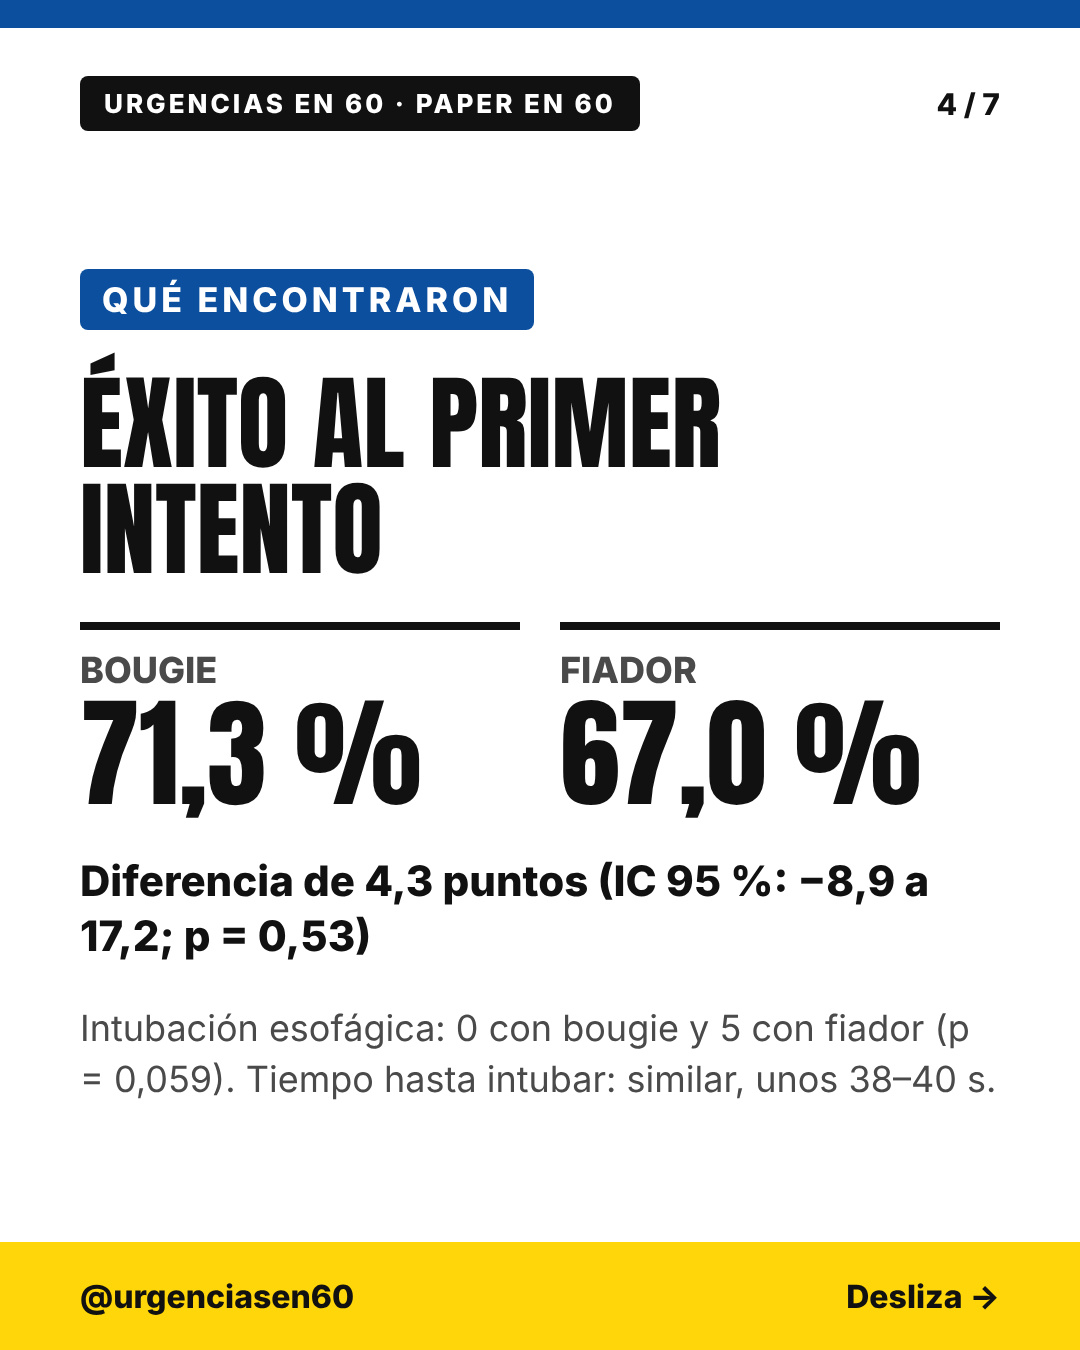 URGENCIAS EN 60 · PAPER EN 60
4 / 7
QUÉ ENCONTRARON
ÉXITO AL PRIMER
INTENTO
BOUGIE
71,3 %
FIADOR
67,0 %
Diferencia de 4,3 puntos (IC 95 %: −8,9 a
17,2; p = 0,53)
Intubación esofágica: 0 con bougie y 5 con fiador (p
= 0,059). Tiempo hasta intubar: similar, unos 38–40 s.
@urgenciasen60
Desliza →